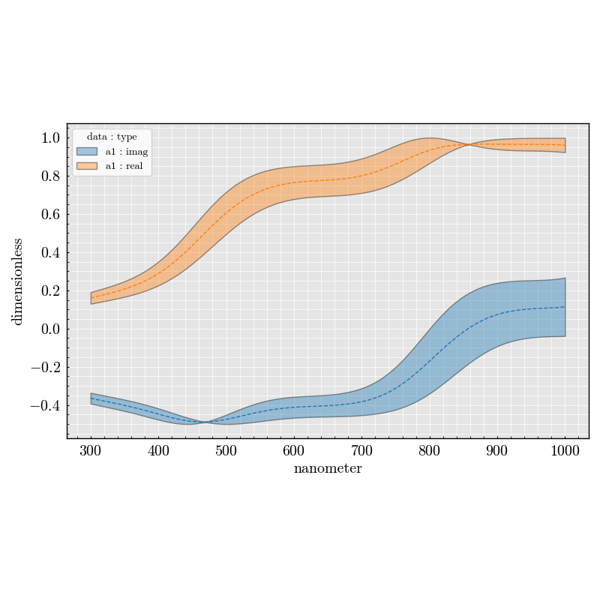 data : type
a1 : imag
a1 : real
dimensionless
1.0
0.8
0.6
0.4
0.2
0.0
−0.2
−0.4
300 400 500 600 700 800 900 1000
nanometer